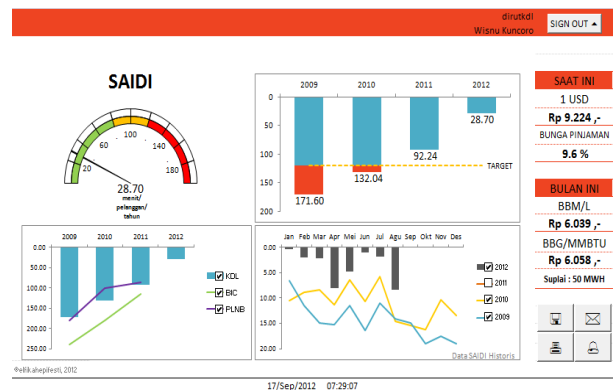 dirutkdl
Wisnu Kuncoro
SIGN OUT
SAIDI
20
60
100
140
180
28.70
menit/
pelanggan/
tahun
2009 2010 2011 2012
0
50
100
150
200
171.60
132.04
92.24
28.70
TARGET
SAAT INI
1 USD
Rp 9.224 ,-
BUNGA PINJAMAN
9.6 %
BULAN INI
BBM/L
Rp 6.039 ,-
BBG/MMBTU
Rp 6.058 ,-
Suplai : 50 MWH
2009 2010 2011 2012
0.00
50.00
100.00
150.00
200.00
250.00
KDL
BIC
PLNB
Jan Feb Mar Apr Mei Jun Jul Agu Sep Okt Nov Des
0.00
5.00
10.00
15.00
20.00
2012
2011
2010
2009
Data SAIDI Historis
17/Sep/2012 07:29:07